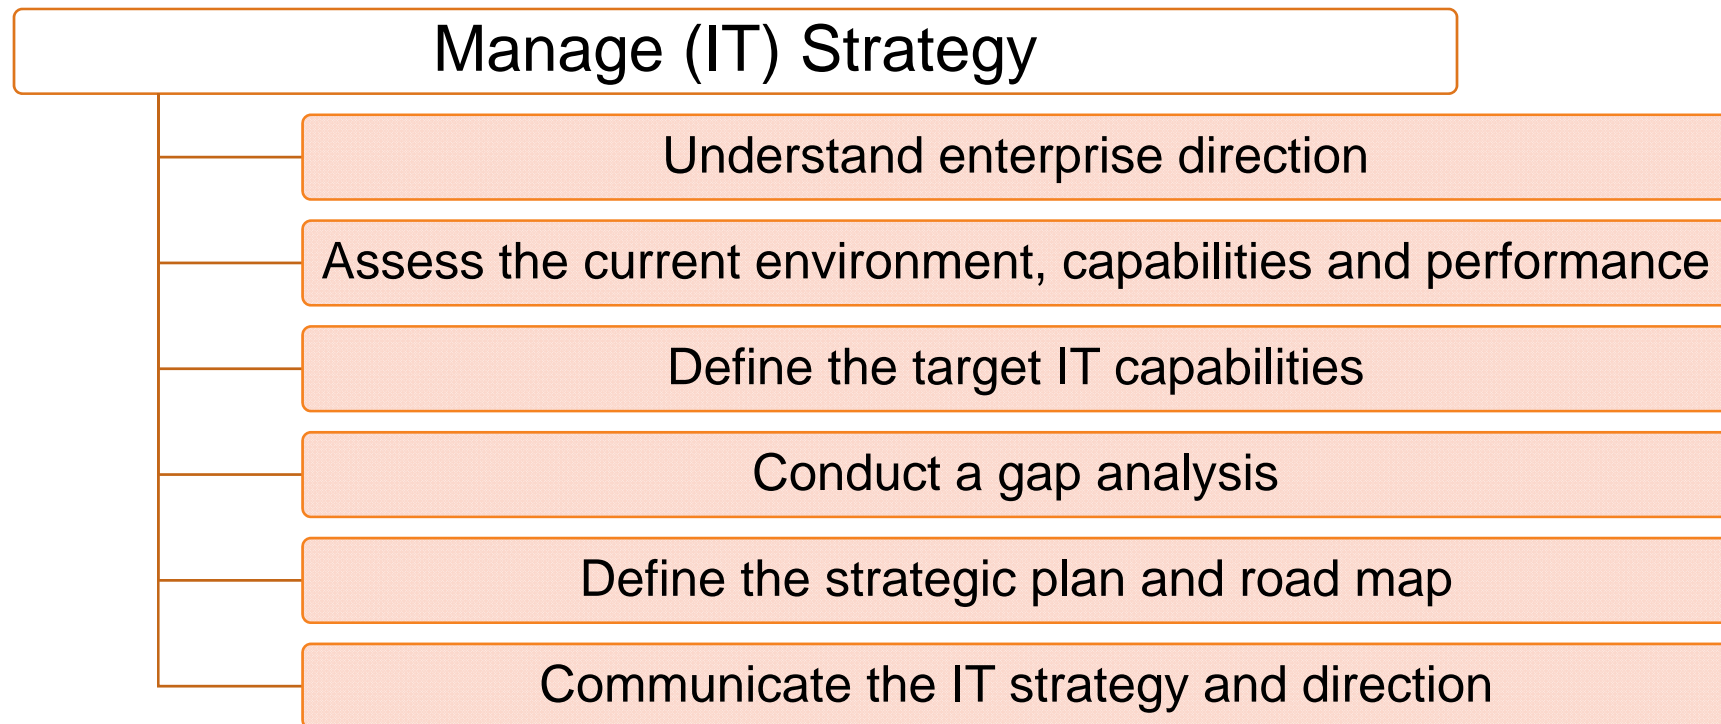 Manage (IT) Strategy
Understand enterprise direction
Assess the current environment, capabilities and performance
Define the target IT capabilities
Conduct a gap analysis
Define the strategic plan and road map
Communicate the IT strategy and direction